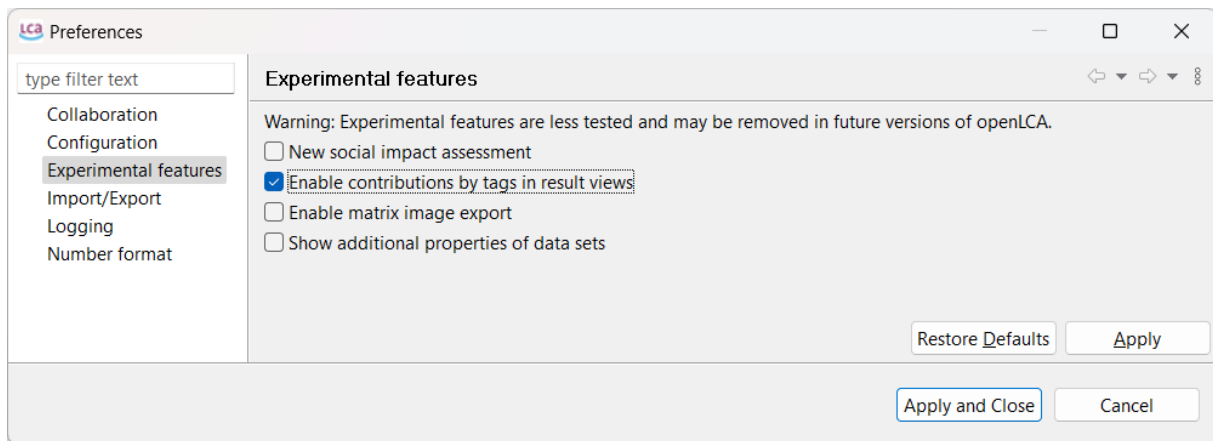 LCA Preferences
type filter text
Collaboration
Configuration
Experimental features
Import/Export
Logging
Number format
Experimental features
Warning: Experimental features are less tested and may be removed in future versions of openLCA.
New social impact assessment
Enable contributions by tags in result views
Enable matrix image export
Show additional properties of data sets
Restore Defaults Apply
Apply and Close Cancel